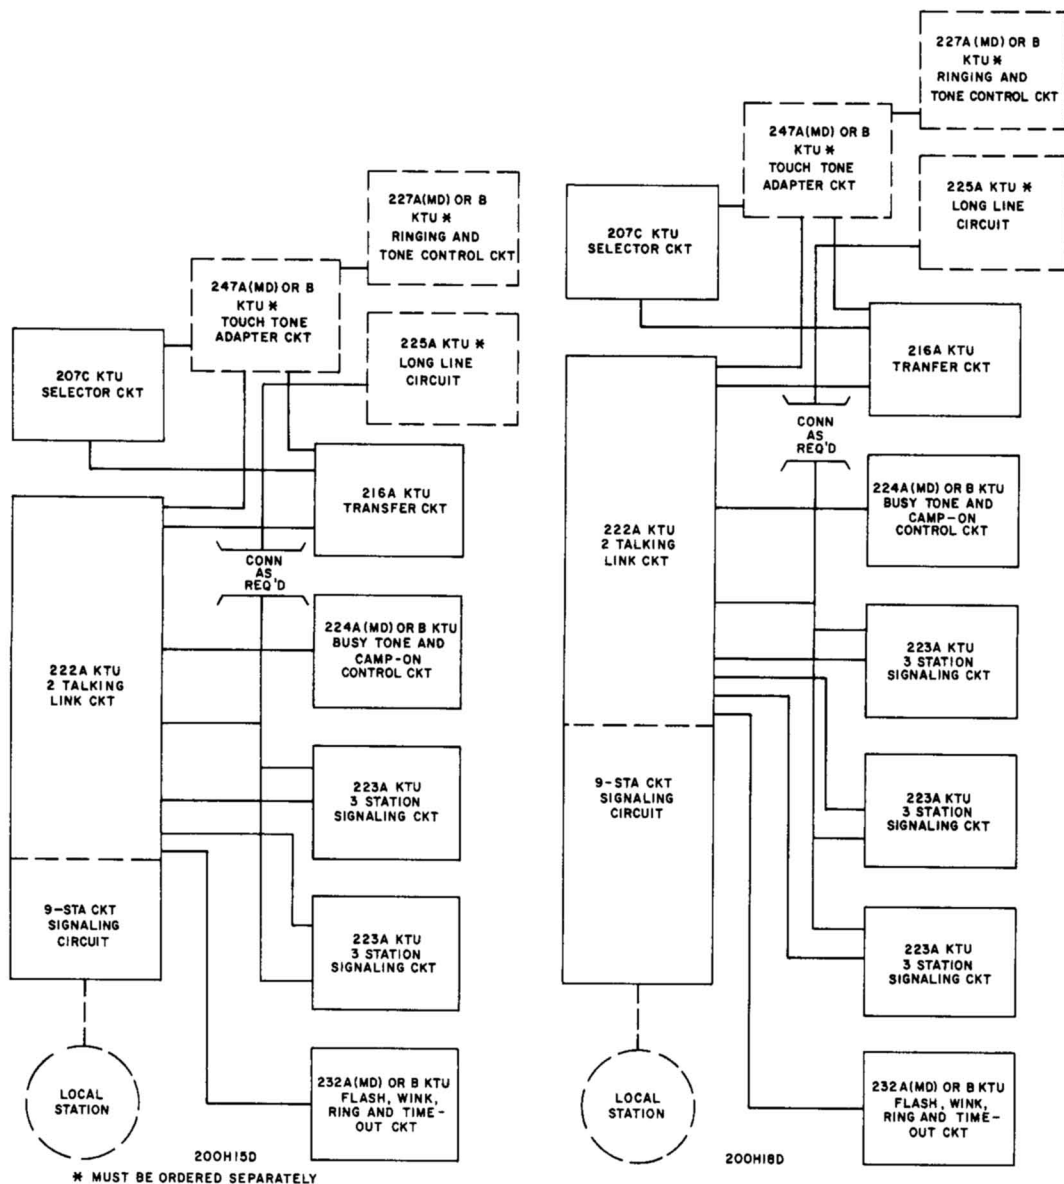 227A(MD) OR B
KTU *
RINGING AND
TONE CONTROL CKT
247A(MD) OR B
KTU *
TOUCH TONE
ADAPTER CKT
207C KTU
SELECTOR CKT
225A KTU *
LONG LINE
CIRCUIT
216A KTU
TRANSFER CKT
CONN
AS
REQ'D
222A KTU
2 TALKING
LINK CKT
224A(MD) OR B KTU
BUSY TONE AND
CAMP-ON
CONTROL CKT
223A KTU
3 STATION
SIGNALING CKT
9-STA CKT
SIGNALING
CIRCUIT
223A KTU
3 STATION
SIGNALING CKT
LOCAL
STATION
232A(MD) OR B KTU
FLASH, WINK,
RING AND TIME-
OUT CKT
200H15D
* MUST BE ORDERED SEPARATELY
227A(MD) OR B
KTU *
RINGING AND
TONE CONTROL CKT
247A(MD) OR B
KTU *
TOUCH TONE
ADAPTER CKT
225A KTU *
LONG LINE
CIRCUIT
207C KTU
SELECTOR CKT
216A KTU
TRANFER CKT
CONN
AS
REQ'D
222A KTU
2 TALKING
LINK CKT
224A(MD) OR B KTU
BUSY TONE AND
CAMP-ON
CONTROL CKT
223A KTU
3 STATION
SIGNALING CKT
9-STA CKT
SIGNALING
CIRCUIT
223A KTU
3 STATION
SIGNALING CKT
223A KTU
3 STATION
SIGNALING CKT
LOCAL
STATION
232A(MD) OR B KTU
FLASH, WINK,
RING AND TIME-
OUT CKT
200H18D